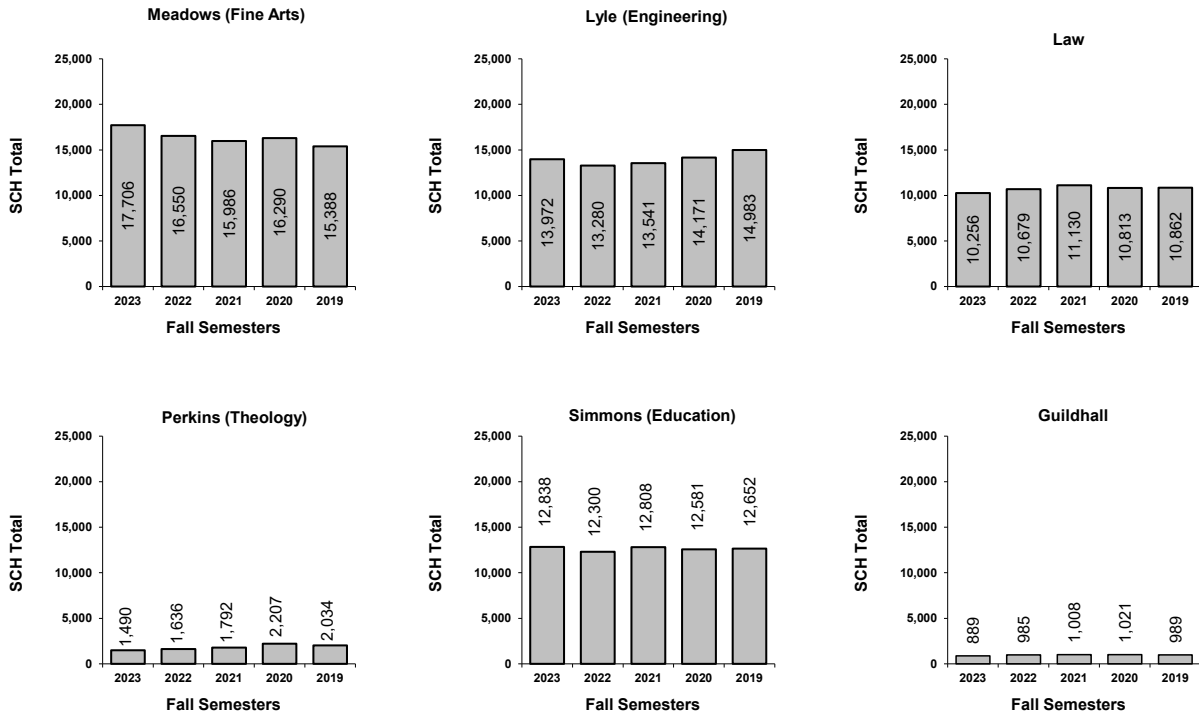 Meadows (Fine Arts)
SCH Total
25,000
20,000
15,000
10,000
5,000
0
17,706
16,550
15,986
16,290
15,388
2023 2022 2021 2020 2019
Fall Semesters
Lyle (Engineering)
SCH Total
25,000
20,000
15,000
10,000
5,000
0
13,972
13,280
13,541
14,171
14,983
2023 2022 2021 2020 2019
Fall Semesters
Law
SCH Total
25,000
20,000
15,000
10,000
5,000
0
10,256
10,679
11,130
10,813
10,862
2023 2022 2021 2020 2019
Fall Semesters
Perkins (Theology)
SCH Total
25,000
20,000
15,000
10,000
5,000
0
1,490
1,636
1,792
2,207
2,034
2023 2022 2021 2020 2019
Fall Semesters
Simmons (Education)
SCH Total
25,000
20,000
15,000
10,000
5,000
0
12,838
12,300
12,808
12,581
12,652
2023 2022 2021 2020 2019
Fall Semesters
Guildhall
SCH Total
25,000
20,000
15,000
10,000
5,000
0
889
985
1,008
1,021
989
2023 2022 2021 2020 2019
Fall Semesters